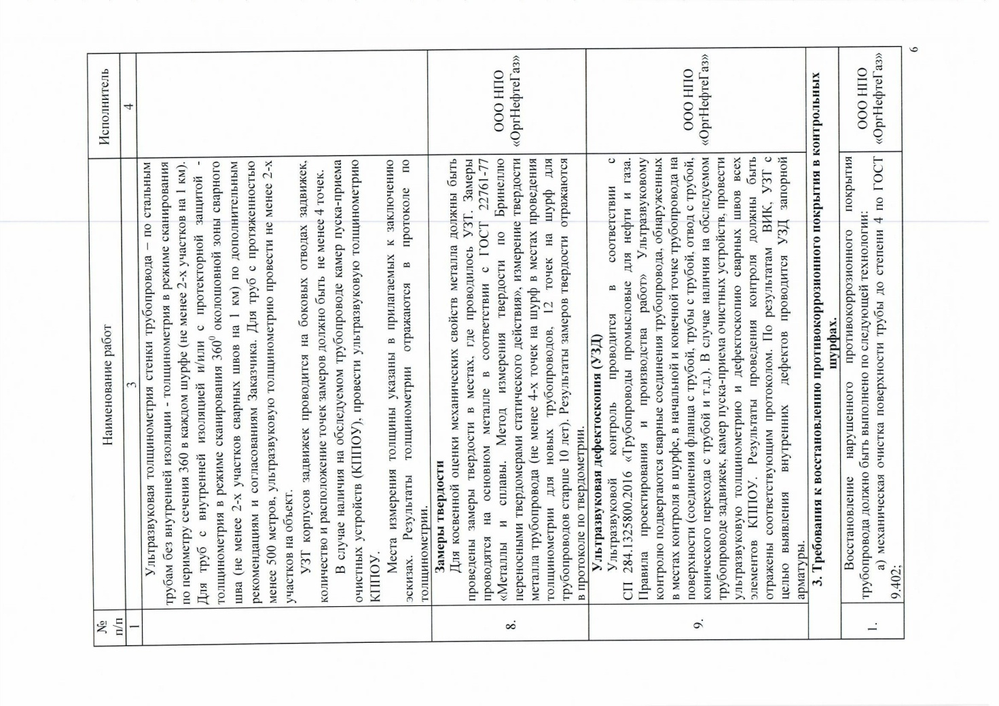 №
п/п
Наименование работ
Исполнитель
1
3
4
Ультразвуковая толщинометрия стенки трубопровода – по стальным
трубам без внутренней изоляции - толщинометрия в режиме сканирования
по периметру сечения 360 в каждом шурфе (не менее 2-х участков на 1 км).
Для труб с внутренней изоляцией и/или с протекторной защитой -
толщинометрия в режиме сканирования 360⁰ околошовной зоны сварного
шва (не менее 2-х участков сварных швов на 1 км) по дополнительным
рекомендациям и согласованиям Заказчика. Для труб с протяженностью
менее 500 метров, ультразвуковую толщинометрию провести не менее 2-х
участков на объект.
УЗТ корпусов задвижек проводится на боковых отводах задвижек,
количество и расположение точек замеров должно быть не менее 4 точек.
В случае наличия на обследуемом трубопроводе камер пуска-приема
очистных устройств (КППОУ), провести ультразвуковую толщинометрию
КППОУ.
Места измерения толщины указаны в прилагаемых к заключению
эскизах. Результаты толщинометрии отражаются в протоколе по
толщинометрии.
8.
Замеры твердости
Для косвенной оценки механических свойств металла должны быть
проведены замеры твердости в местах, где проводилось УЗТ. Замеры
проводятся на основном металле в соответствии с ГОСТ 22761-77
«Металлы и сплавы. Метод измерения твердости по Бринеллю
переносными твердомерами статического действия», измерение твердости
металла трубопровода (не менее 4-х точек на шурф в местах проведения
толщинометрии для новых трубопроводов, 12 точек на шурф для
трубопроводов старше 10 лет). Результаты замеров твердости отражаются
в протоколе по твердометрии.
ООО НПО
«ОргНефтеГаз»
9.
Ультразвуковая дефектоскопия (УЗД)
Ультразвуковой контроль проводится в соответствии с
СП 284.1325800.2016 «Трубопроводы промысловые для нефти и газа.
Правила проектирования и производства работ» Ультразвуковому
контролю подвергаются сварные соединения трубопровода, обнаруженных
в местах контроля в шурфе, в начальной и конечной точке трубопровода на
поверхности (соединения фланца с трубой, трубы с трубой, отвод с трубой,
конического перехода с трубой и т.д.). В случае наличия на обследуемом
трубопроводе задвижек, камер пуска-приема очистных устройств, провести
ультразвуковую толщинометрию и дефектоскопию сварных швов всех
элементов КППОУ. Результаты проведения контроля должны быть
отражены соответствующим протоколом. По результатам ВИК, УЗТ с
целью выявления внутренних дефектов проводится УЗД запорной
арматуры.
ООО НПО
«ОргНефтеГаз»
3. Требования к восстановлению противокоррозионного покрытия в контрольных
шурфах.
1.
Восстановление нарушенного противокоррозионного покрытия
трубопровода должно быть выполнено по следующей технологии:
а) механическая очистка поверхности трубы до степени 4 по ГОСТ
9.402:
ООО НПО
«ОргНефтеГаз»
6